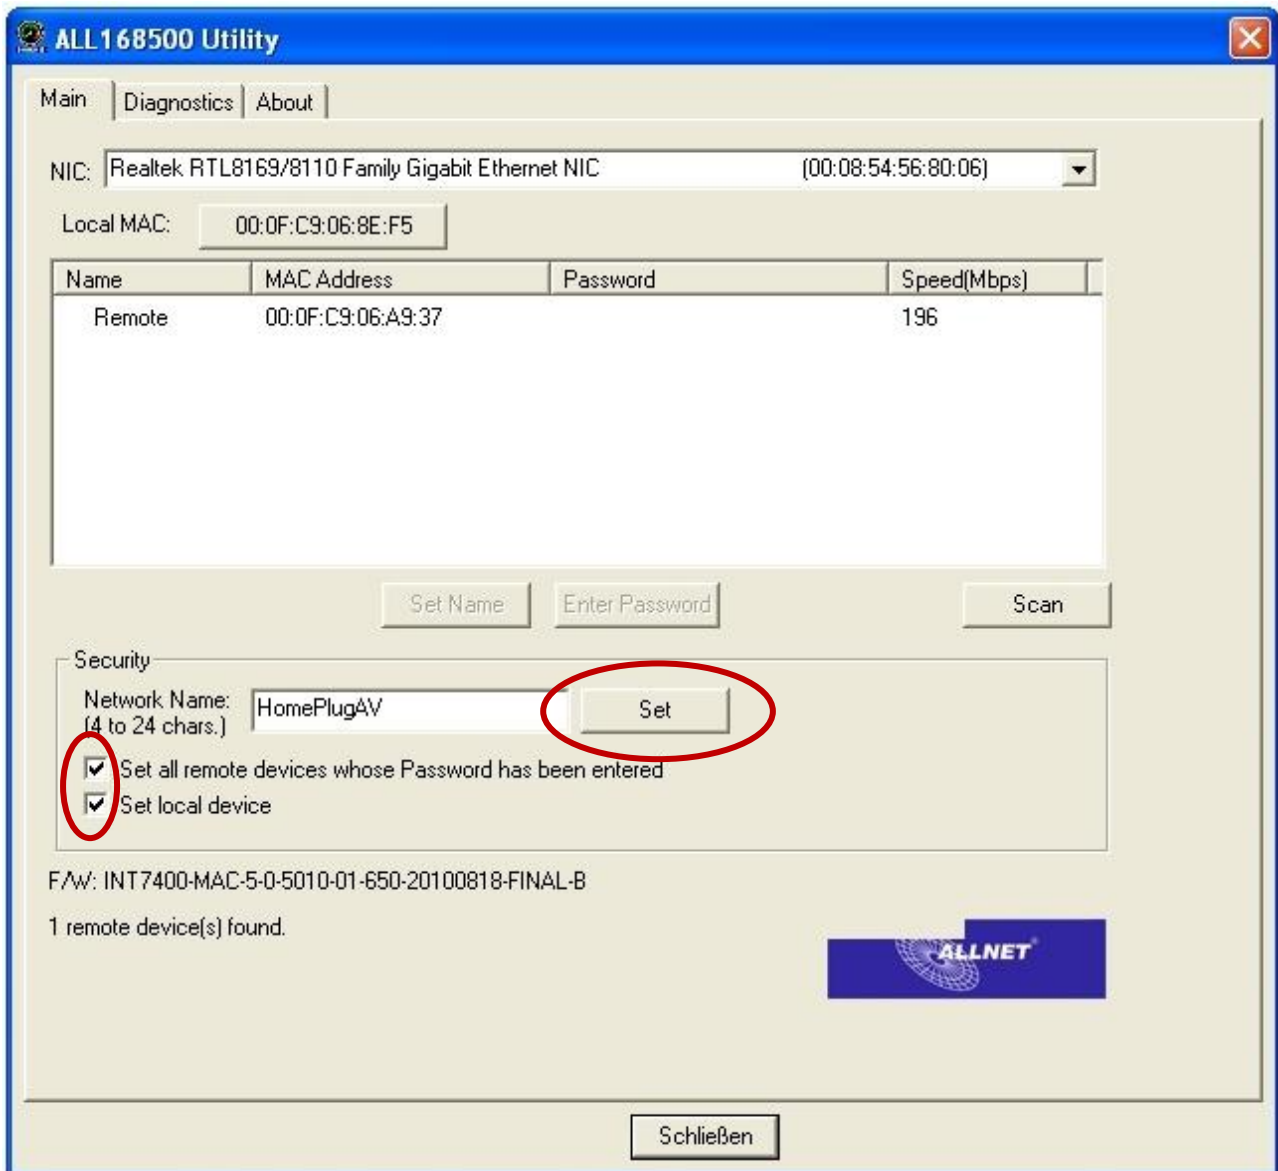 ALL168500 Utility
Main Diagnostics About
NIC: Realtek RTL8169/8110 Family Gigabit Ethernet NIC (00:08:54:56:80:06)
Local MAC: 00:0F:C9:06:8E:F5
Name MAC Address Password Speed(Mbps)
Remote 00:0F:C9:06:A9:37 196
Set Name Enter Password Scan
Security
Network Name:
(4 to 24 chars.)
HomePlugAV Set
Set all remote devices whose Password has been entered
Set local device
F/W: INT7400-MAC-5-0-5010-01-650-20100818-FINAL-B
1 remote device(s) found.
ALLNET®
Schließen